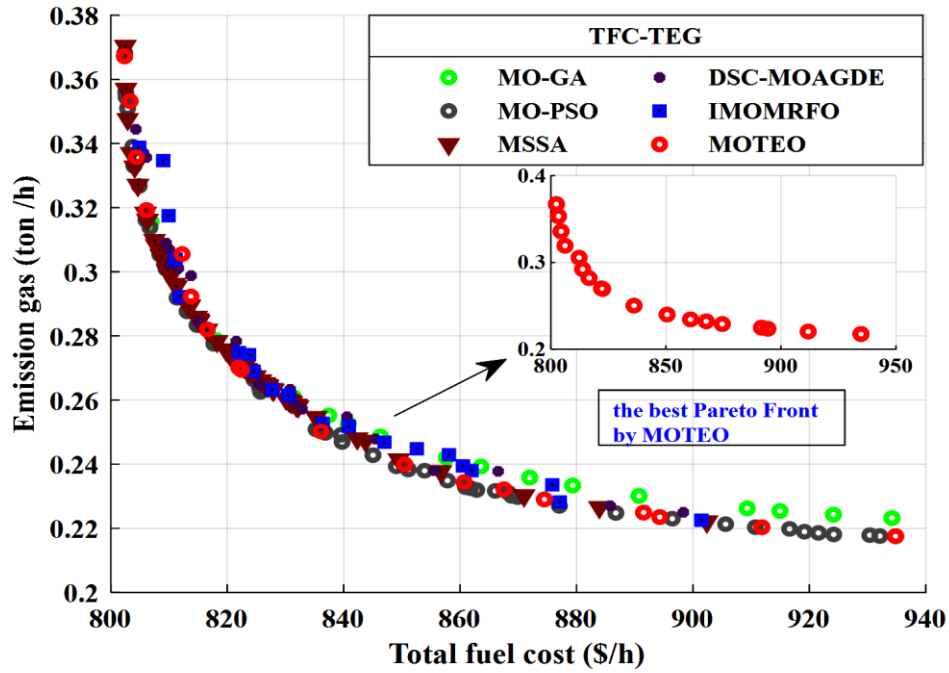 TFC-TEG
MO-GA
DSC-MOAGDE
MO-PSO
IMOMRFO
MSSA
MOTEO
0.38
0.36
0.34
0.32
0.3
0.28
0.26
0.24
0.22
0.2
Emission gas (ton /h)
0.4
0.3
0.2
800
850
900
950
the best Pareto Front
by MOTEO
800
820
840
860
880
900
920
940
Total fuel cost ($/h)